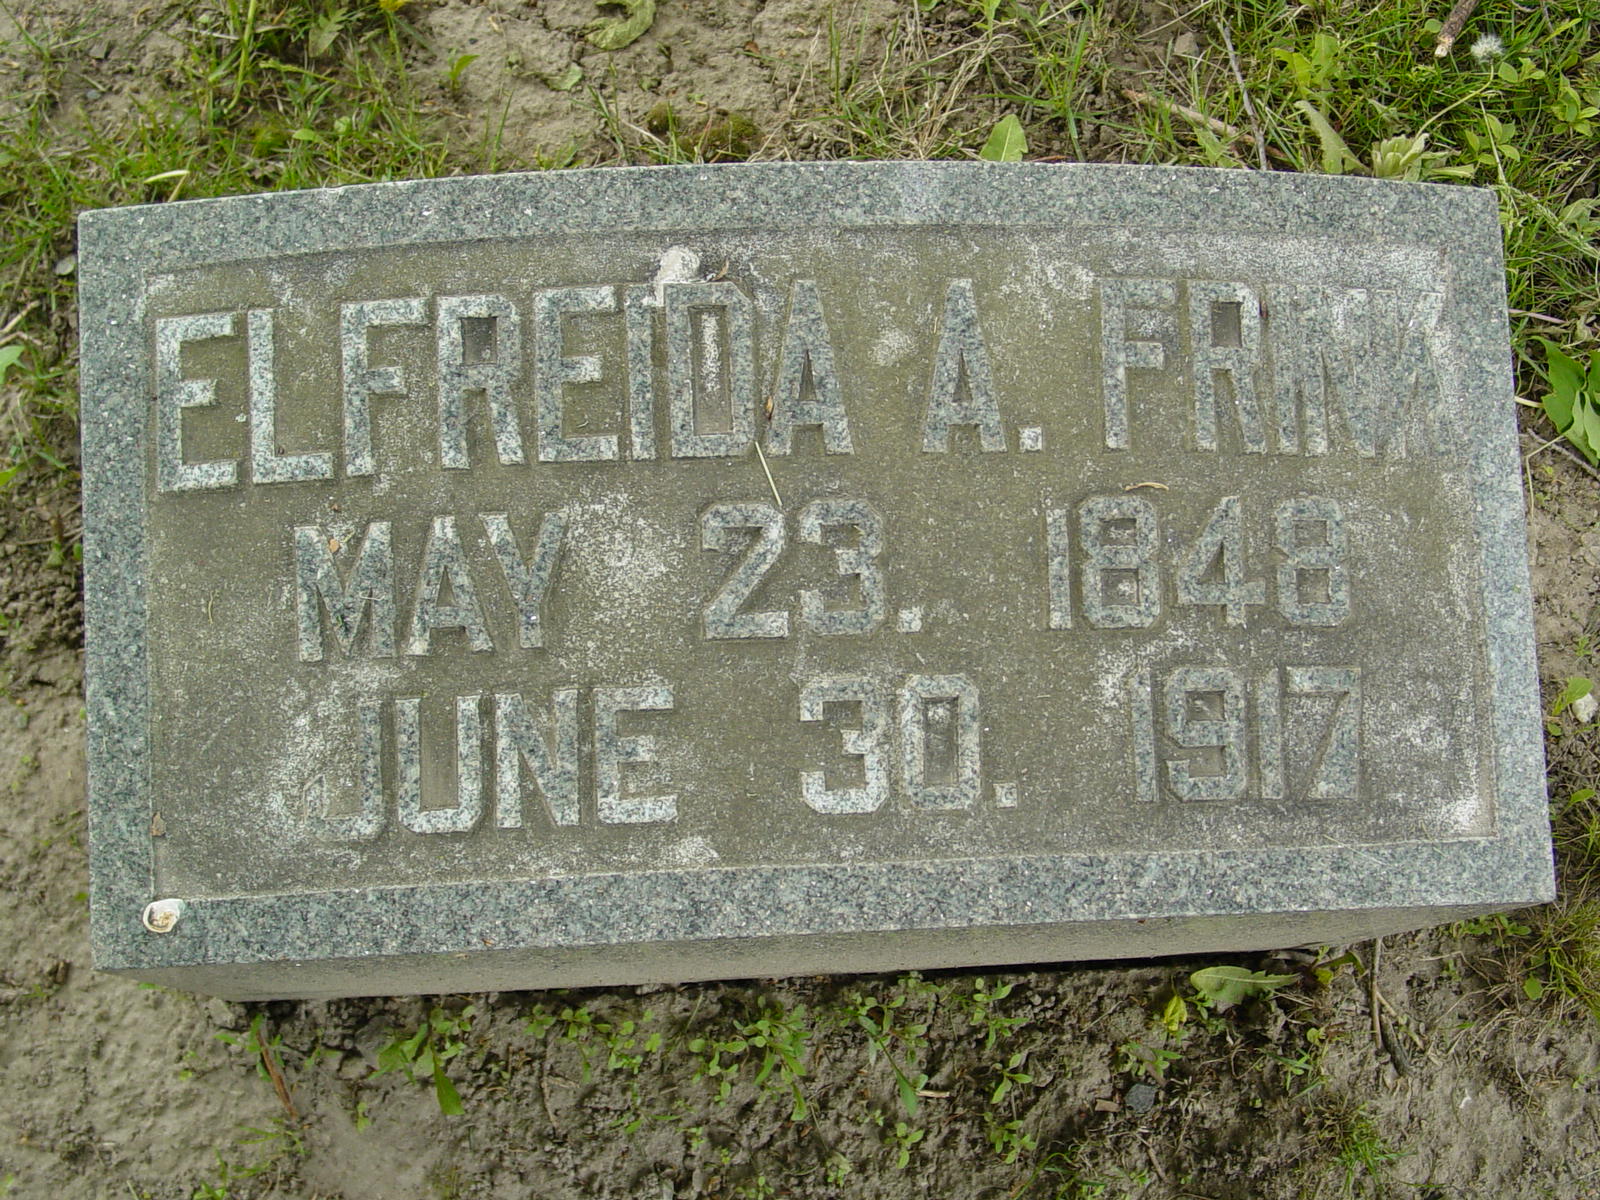 ELFREIDA A. FRINK
MAY 23. 1848
JUNE 30. 1917